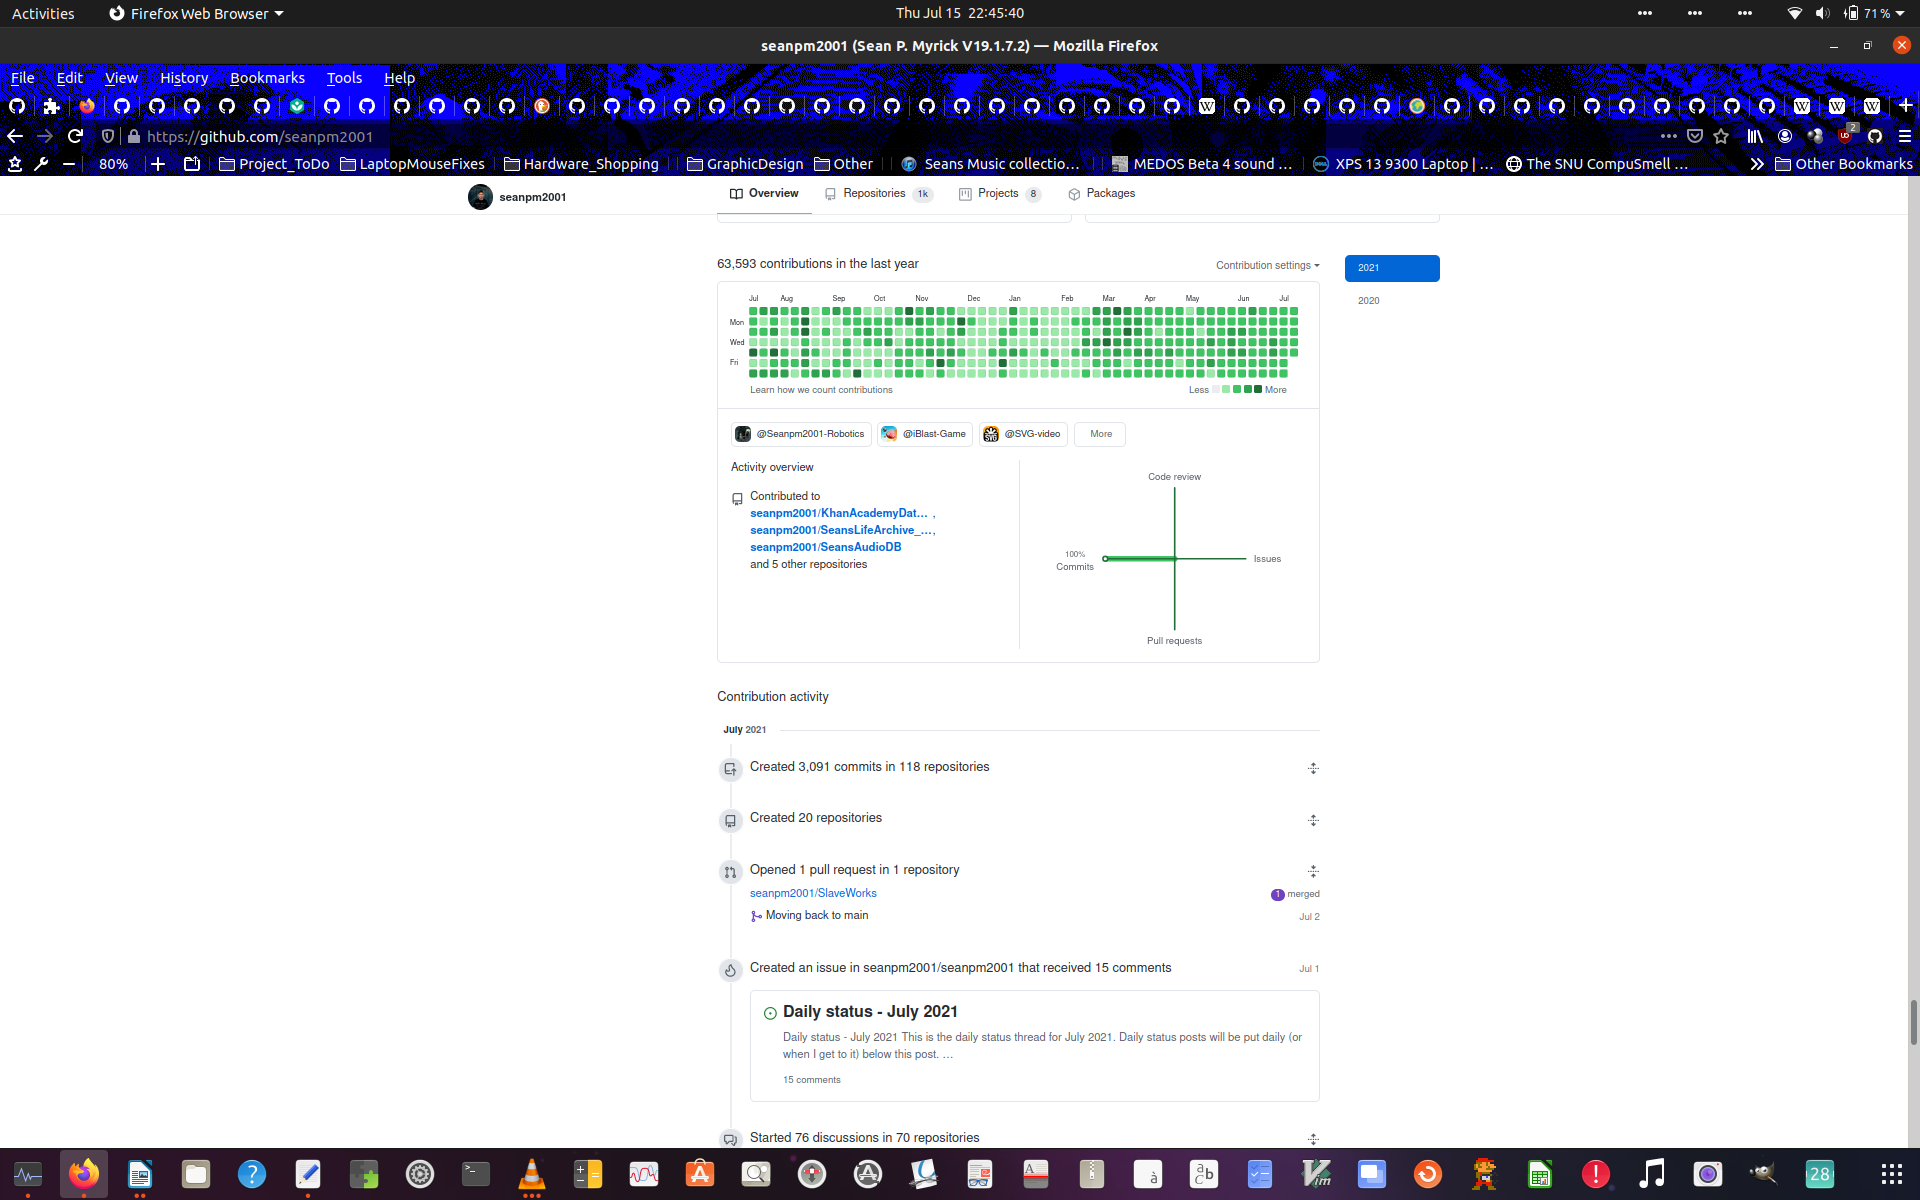 Activities
Firefox Web Browser
Thu Jul 15 22:45:40
71 %
seanpm2001 (Sean P. Myrick V19.1.7.2) — Mozilla Firefox
File Edit View History Bookmarks Tools Help
https://github.com/seanpm2001
2
80%
Project_ToDo
LaptopMouseFixes
Hardware_Shopping
GraphicDesign
Other
Seans Music collectio...
MEDOS Beta 4 sound ...
XPS 13 9300 Laptop | ...
The SNU CompuSmell ...
Other Bookmarks
seanpm2001
Overview
Repositories 1k
Projects 8
Packages
63,593 contributions in the last year
Contribution settings
2021
2020
Jul Aug Sep Oct Nov Dec Jan Feb Mar Apr May Jun Jul
Mon
Wed
Fri
Learn how we count contributions
Less More
@Seanpm2001-Robotics
@iBlast-Game
@SVG-video
More
Activity overview
Contributed to
seanpm2001/KhanAcademyDat... ,
seanpm2001/SeansLifeArchive_...,
seanpm2001/SeansAudioDB
and 5 other repositories
Code review
100%
Commits
Issues
Pull requests
Contribution activity
July 2021
Created 3,091 commits in 118 repositories
Created 20 repositories
Opened 1 pull request in 1 repository
seanpm2001/SlaveWorks
1 merged
Moving back to main
Jul 2
Created an issue in seanpm2001/seanpm2001 that received 15 comments
Jul 1
Daily status - July 2021
Daily status - July 2021 This is the daily status thread for July 2021. Daily status posts will be put daily (or
when I get to it) below this post. …
15 comments
Started 76 discussions in 70 repositories
28